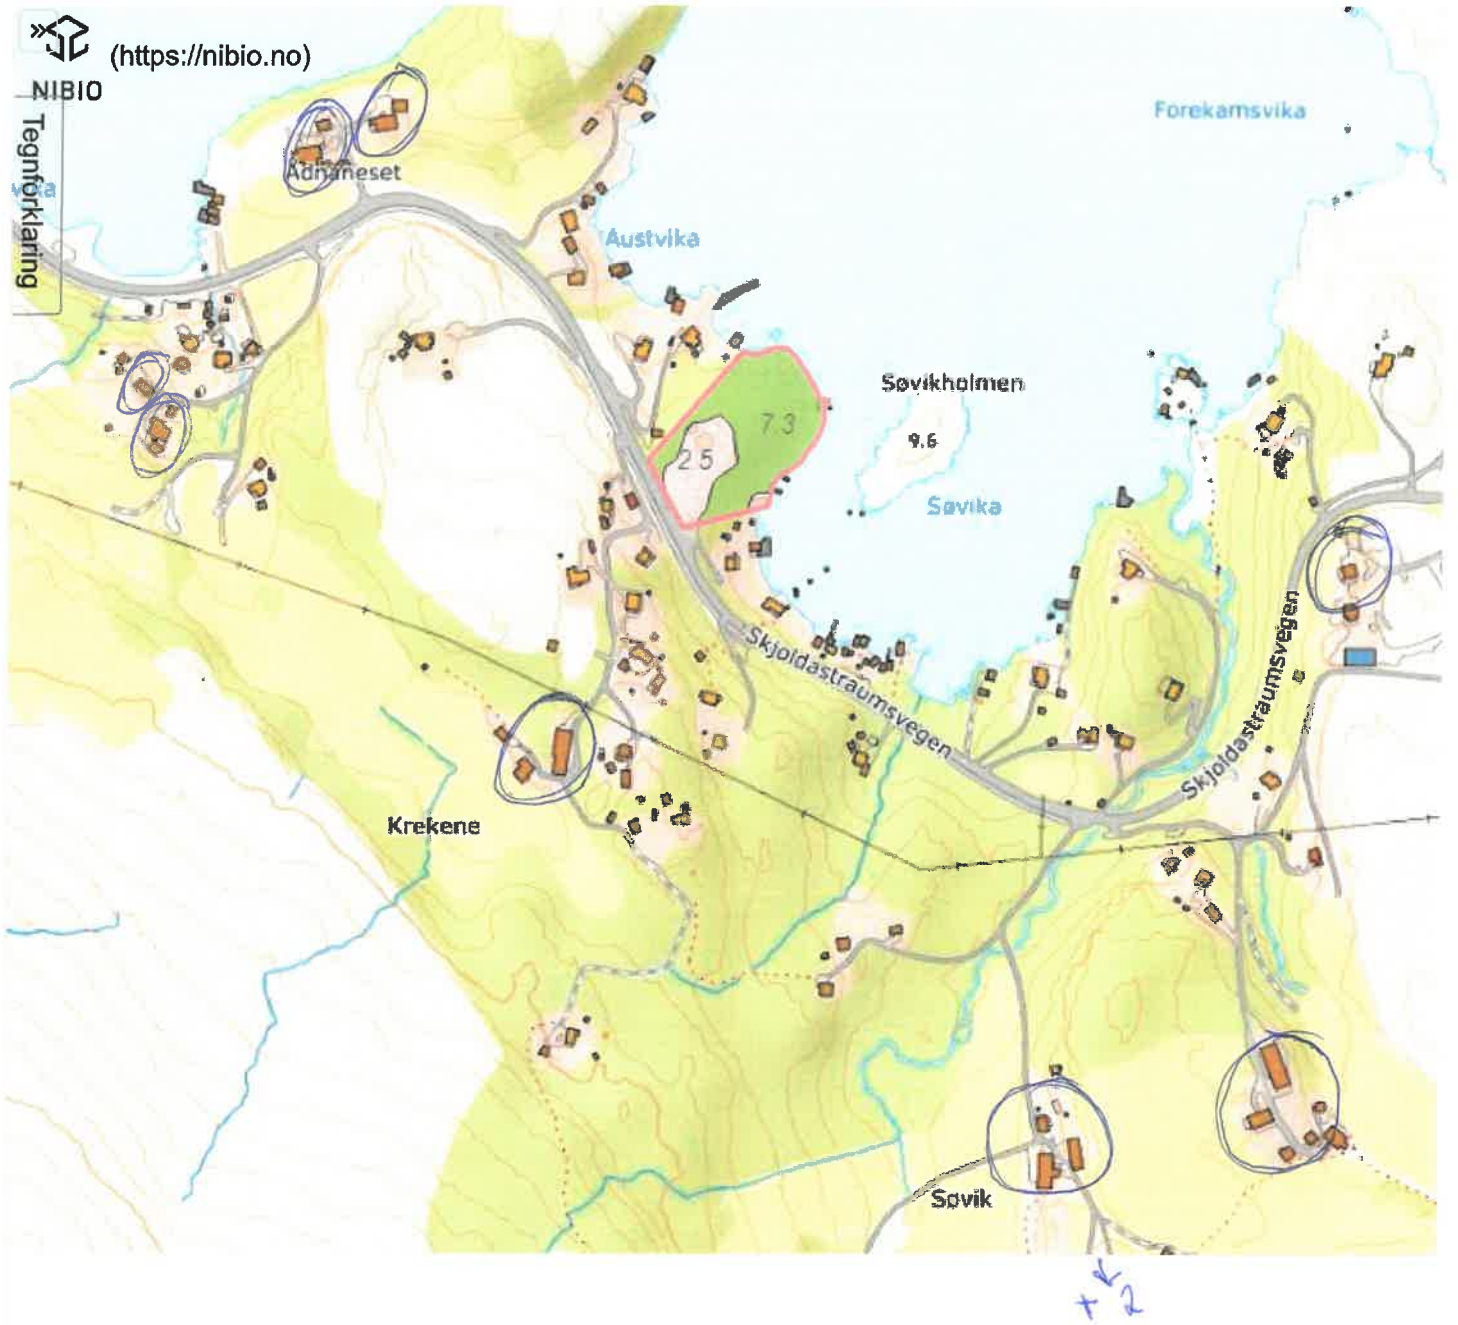 (https://nibio.no)
NIBIO
Tegnforklaring
Forekamsvika
Adnaneset
Austvika
Søvikholmen
7.3
9.6
2.5
Søvika
Skjoldastraumsvegen
Skjoldastraumsvegen
Krekene
Søvik
+ 2